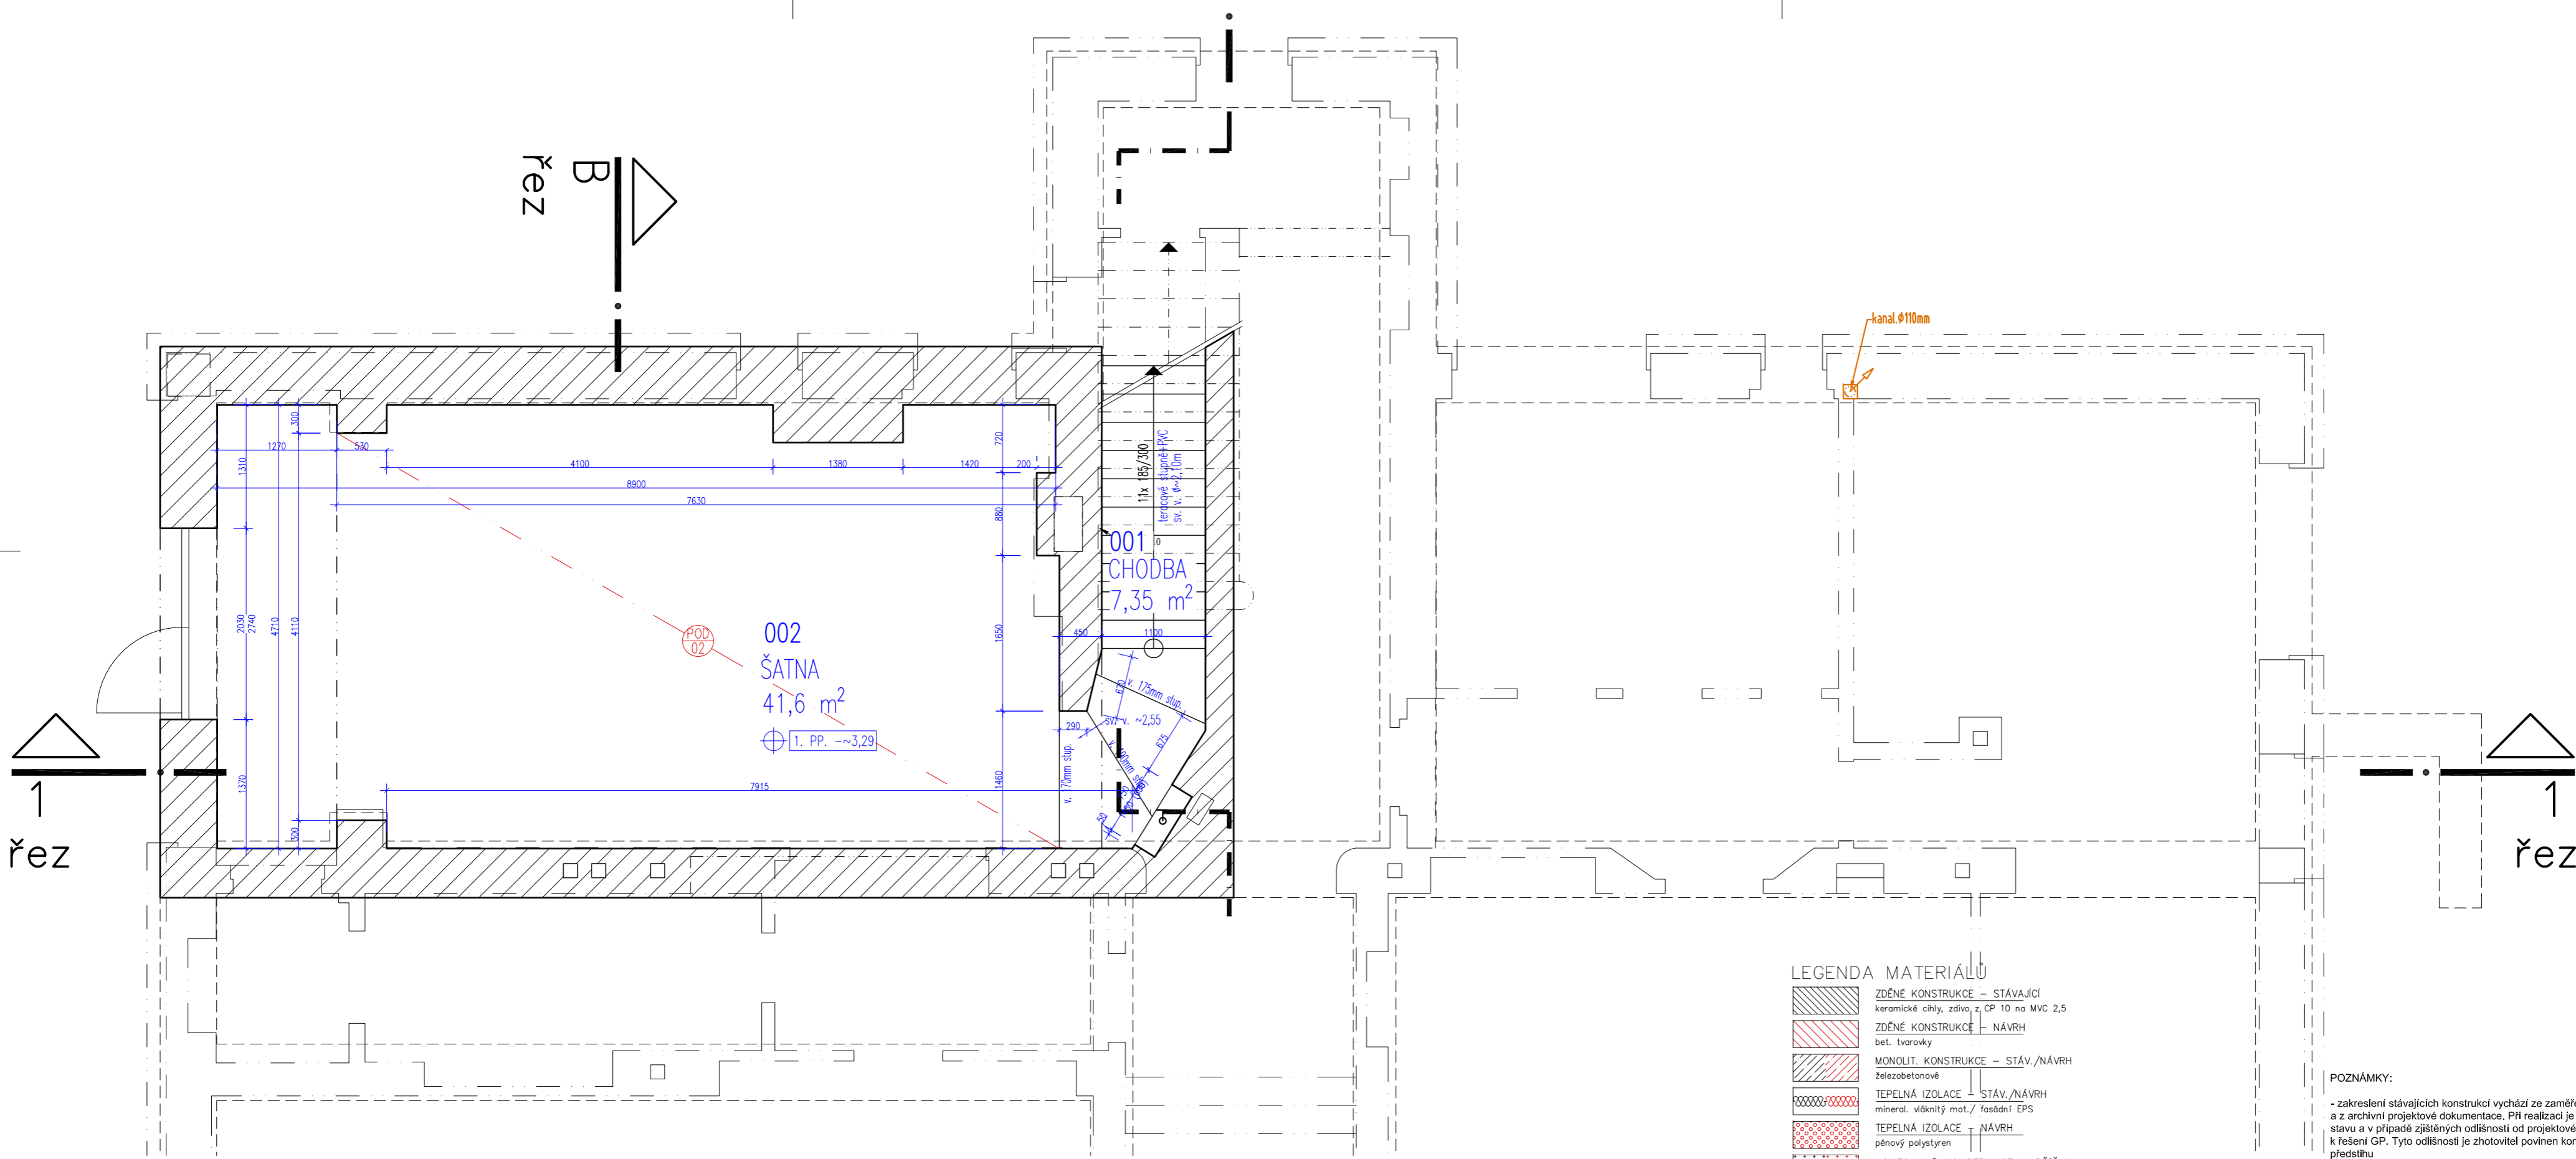 B
řez
kanal.Ø110mm
300
1270
530
1310
4100
1380
1420
200
720
8900
7630
880
11x 185/300
teracové stupně+PVC
sv. v. Ø~2,10m
001
CHODBA
7,35 m²
2030
2740
4710
4110
1650
450
1100
POD
02
002
ŠATNA
41,6 m²
1. PP. -~3,29
v. 175mm stup.
sv. v. ~2,55
290
675
v. 170mm stup.
1370
7915
1460
50
300
1
řez
1
řez
LEGENDA MATERIÁLŮ
ZDĚNÉ KONSTRUKCE – STÁVAJÍCÍ
keramické cihly, zdivo z CP 10 na MVC 2,5
ZDĚNÉ KONSTRUKCE – NÁVRH
bet. tvarovky
MONOLIT. KONSTRUKCE – STÁV./NÁVRH
železobetonové
TEPELNÁ IZOLACE – STÁV./NÁVRH
mineral. vláknitý mat./ fasádní EPS
TEPELNÁ IZOLACE – NÁVRH
pěnový polystyren
POZNÁMKY:
- zakreslení stávajících konstrukcí vychází ze zaměř
a z archivní projektové dokumentace. Při realizaci je
stavu a v případě zjištěných odlišností od projektové
k řešení GP. Tyto odlišnosti je zhotovitel povinen kon
předstihu